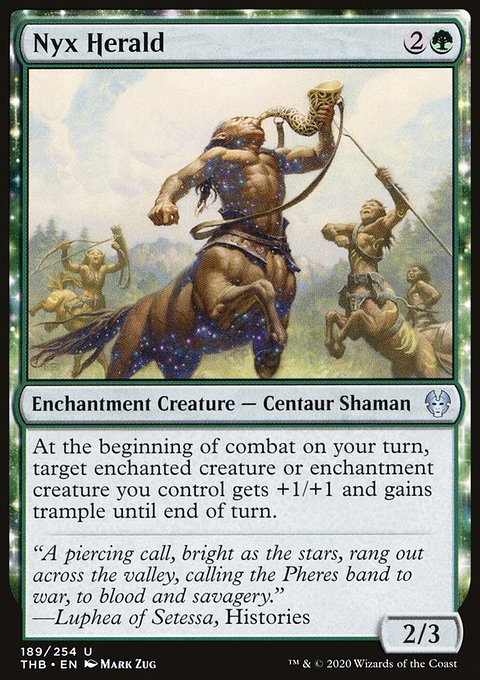 Nyx Herald 2
Enchantment Creature — Centaur Shaman
At the beginning of combat on your turn,
target enchanted creature or enchantment
creature you control gets +1/+1 and gains
trample until end of turn.
“A piercing call, bright as the stars, rang out
across the valley, calling the Pheres band to
war, to blood and savagery.”
—Luphea of Setessa, Histories
2/3
189/254 U
THB • EN Mark Zug
™ & © 2020 Wizards of the Coast